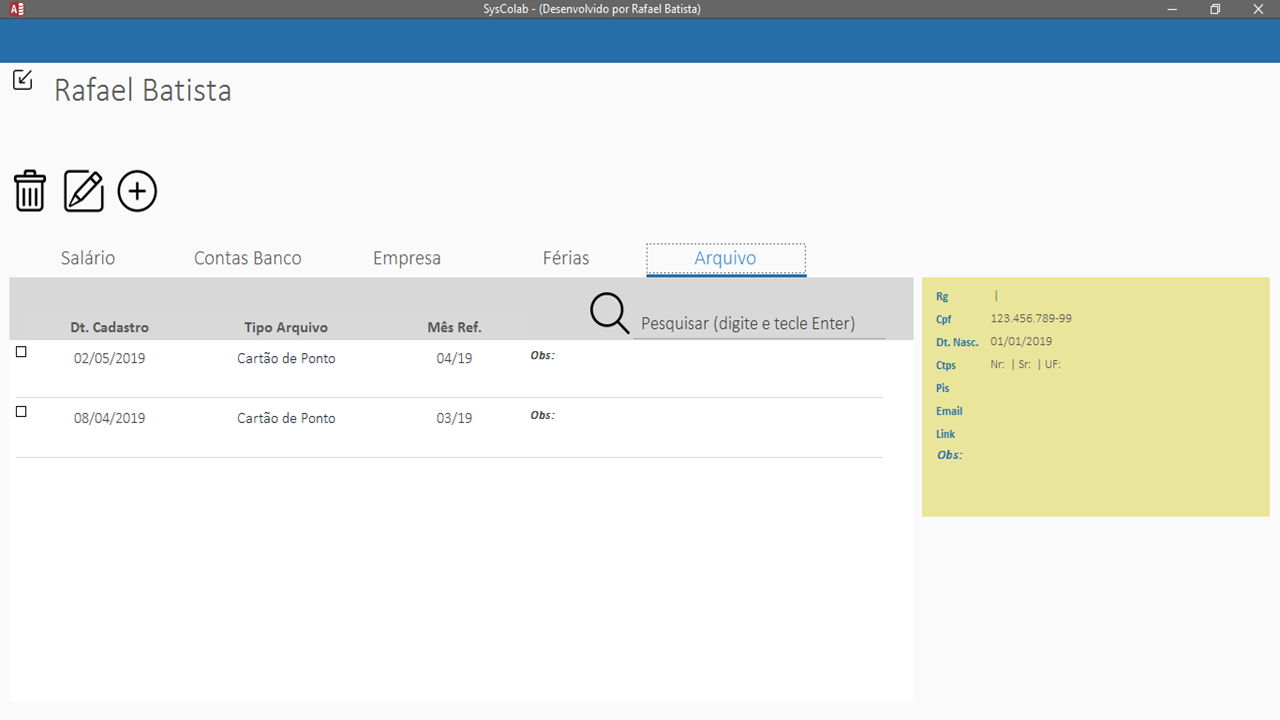 SysColab - (Desenvolvido por Rafael Batista)
Rafael Batista
Salário Contas Banco Empresa Férias Arquivo
Dt. Cadastro Tipo Arquivo Mês Ref. Pesquisar (digite e tecle Enter)
02/05/2019 Cartão de Ponto 04/19 Obs:
08/04/2019 Cartão de Ponto 03/19 Obs:
Rg |
Cpf 123.456.789-99
Dt. Nasc. 01/01/2019
Ctps Nr: | Sr: | UF:
Pis
Email
Link
Obs: